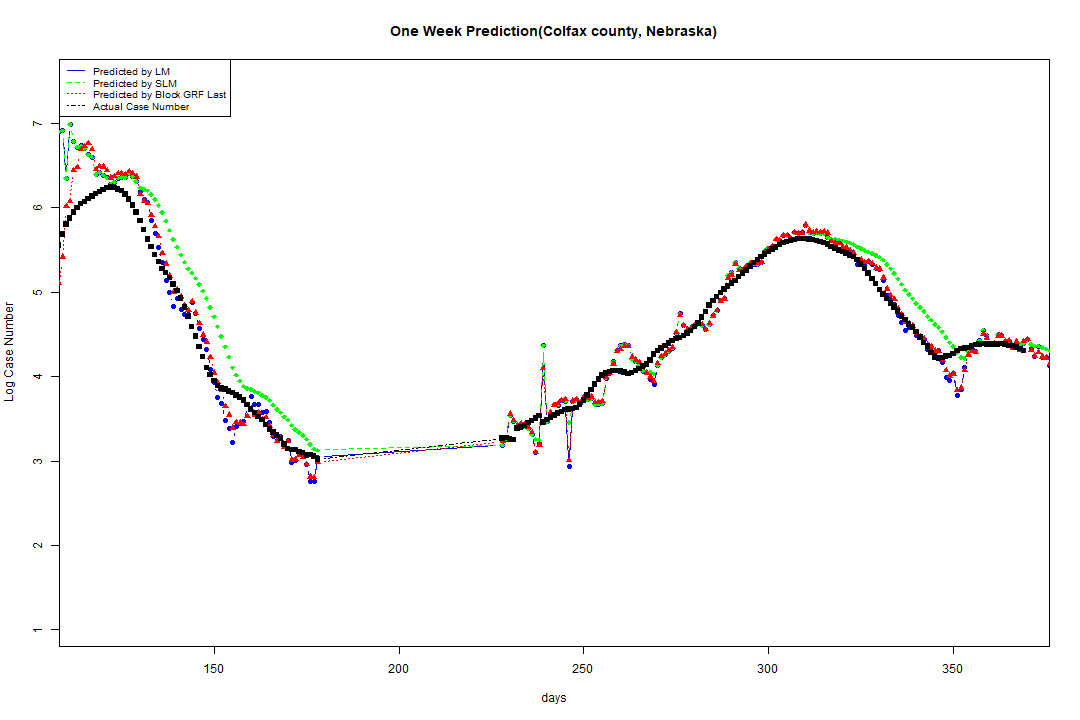 One Week Prediction(Colfax county, Nebraska)
Predicted by LM
Predicted by SLM
Predicted by Block GRF Last
Actual Case Number
Log Case Number
7
6
5
4
3
2
1
150 200 250 300 350
days